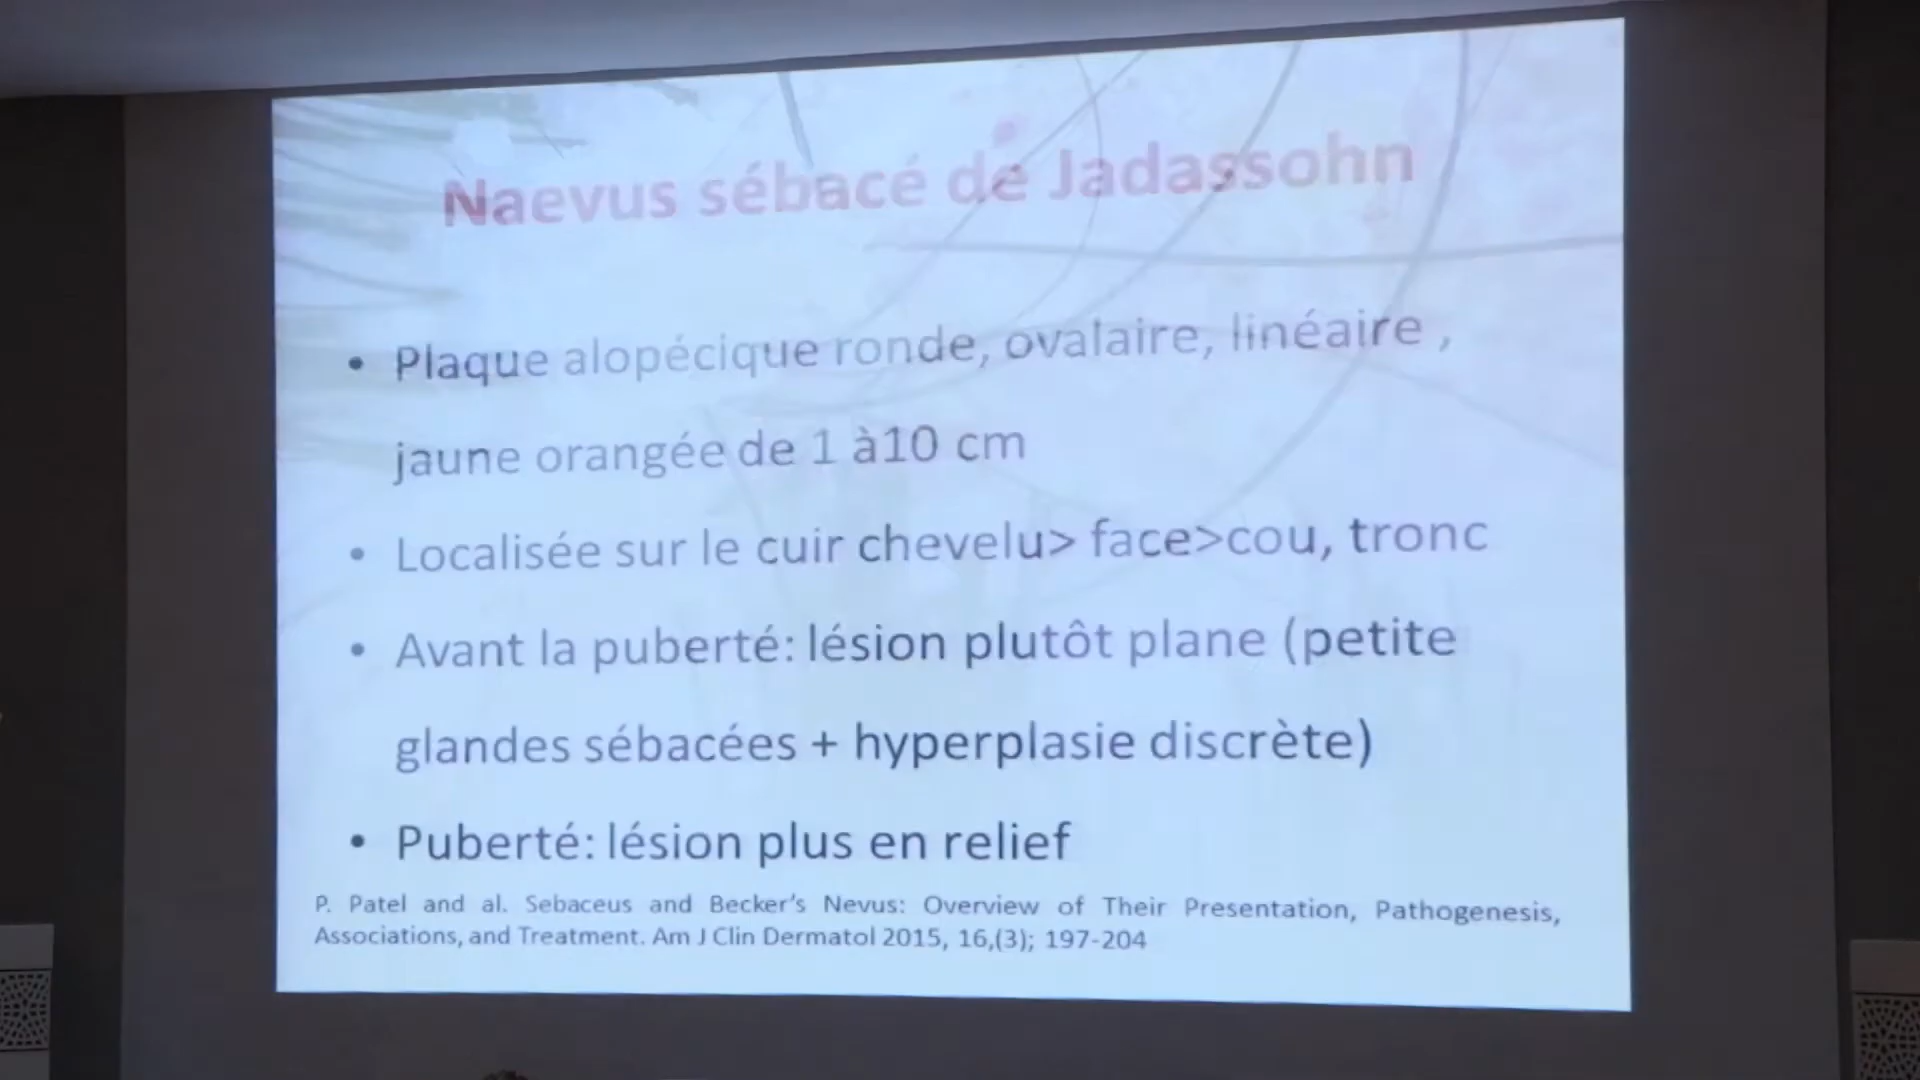 Naevus sébacé de Jadassohn
• Plaque alopécique ronde, ovalaire, linéaire ,
jaune orangée de 1 à10 cm
• Localisée sur le cuir chevelu> face>cou, tronc
• Avant la puberté: lésion plutôt plane (petite
glandes sébacées + hyperplasie discrète)
• Puberté: lésion plus en relief
P. Patel and al. Sebaceus and Becker's Nevus: Overview of Their Presentation, Pathogenesis,
Associations, and Treatment. Am J Clin Dermatol 2015, 16,(3); 197-204